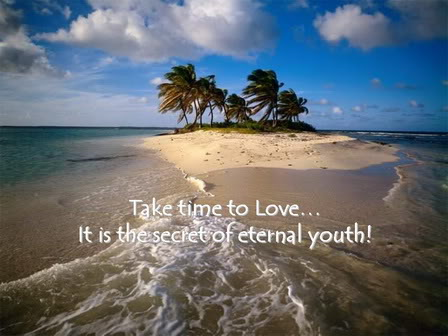 Take time to Love...
It is the secret of eternal youth!